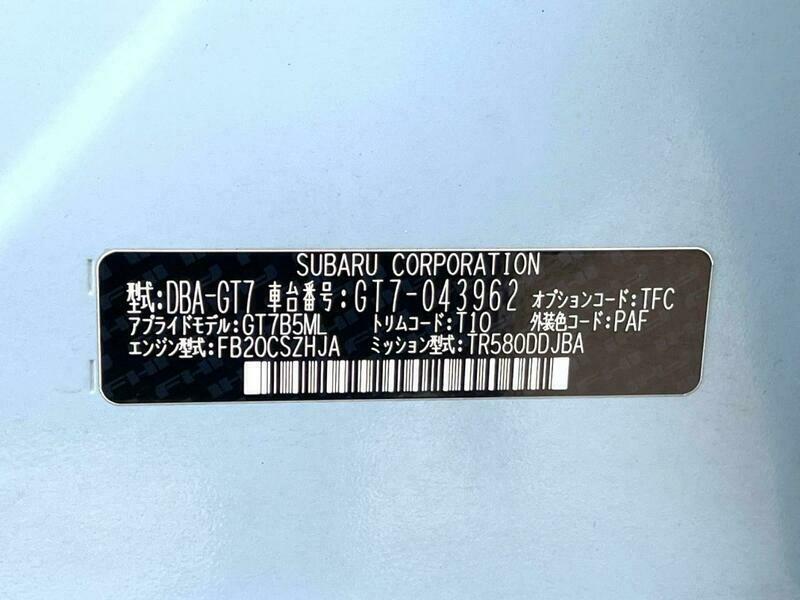 SUBARU CORPORATION
型式:DBA-GT7 車台番号:GT7-043962 オプションコード:TFC
アプライドモデル:GT7B5ML トリムコード:T10 外装色コード:PAF
エンジン型式:FB20CSZHJA ミッション型式:TR580DDJBA